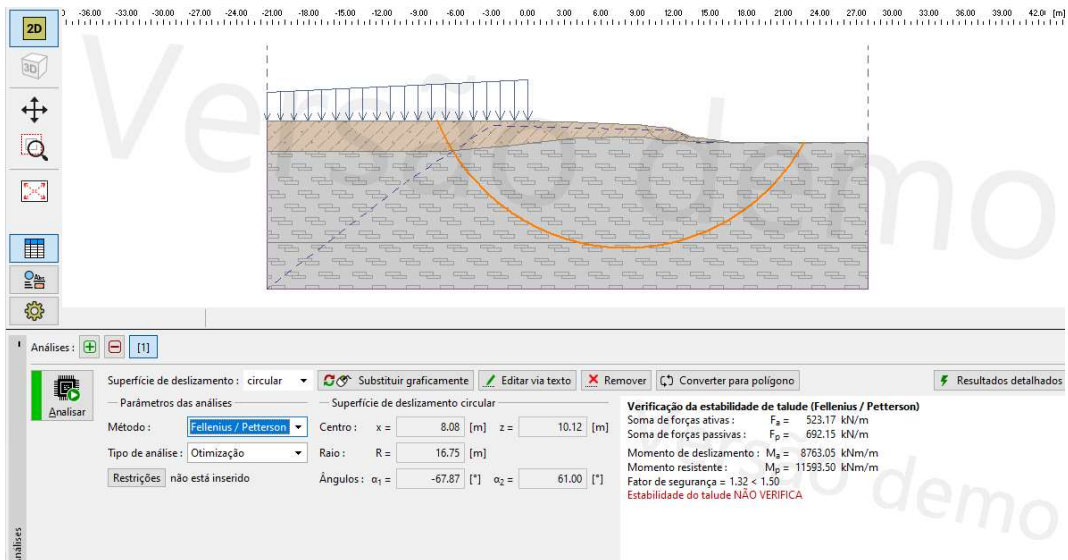 2D -36.00 -33.00 -30.00 -27.00 -24.00 -21.00 -18.00 -15.00 -12.00 -9.00 -6.00 -3.00 0.00 3.00 6.00 9.00 12.00 15.00 18.00 21.00 24.00 27.00 30.00 33.00 36.00 39.00 42.0 [m]
3D
Versão demo
Análises : [1]
Analisar
Superfície de deslizamento : circular Substituir graficamente Editar via texto Remover Converter para polígono Resultados detalhados
Parâmetros das análises Superfície de deslizamento circular
Método : Fellenius / Petterson Centro : x = 8.08 [m] z = 10.12 [m]
Tipo de análise : Otimização Raio : R = 16.75 [m]
Restrições não está inserido Ângulos : α1 = -67.87 [°] α2 = 61.00 [°]
Verificação da estabilidade de talude (Fellenius / Petterson)
Soma de forças ativas : Fa = 523.17 kN/m
Soma de forças passivas : Fp = 692.15 kN/m
Momento de deslizamento : Ma = 8763.50 kNm/m
Momento resistente : Mp = 11593.50 kNm/m
Fator de segurança = 1.32 < 1.50
Estabilidade do talude NÃO VERIFICA
versão demo